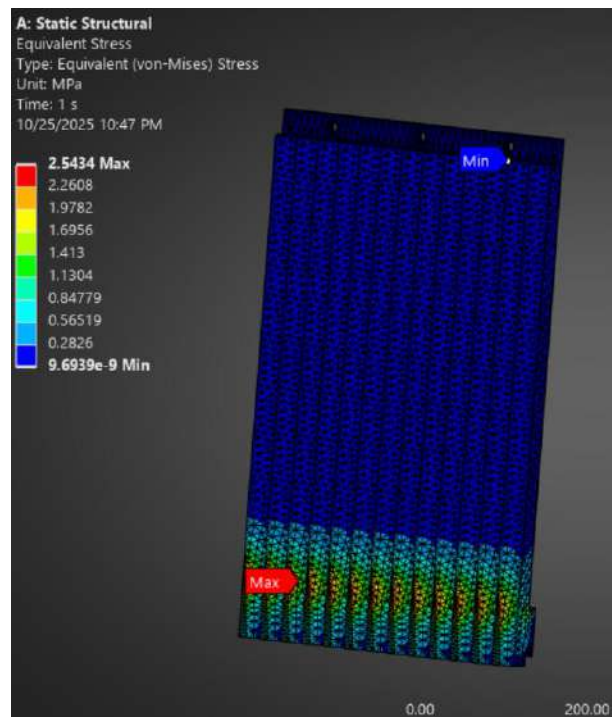 A: Static Structural
Equivalent Stress
Type: Equivalent (von-Mises) Stress
Unit: MPa
Time: 1 s
10/25/2025 10:47 PM
2.5434 Max
2.2608
1.9782
1.6956
1.413
1.1304
0.84779
0.56519
0.2826
9.6939e-9 Min
Min
Max
0.00 200.00